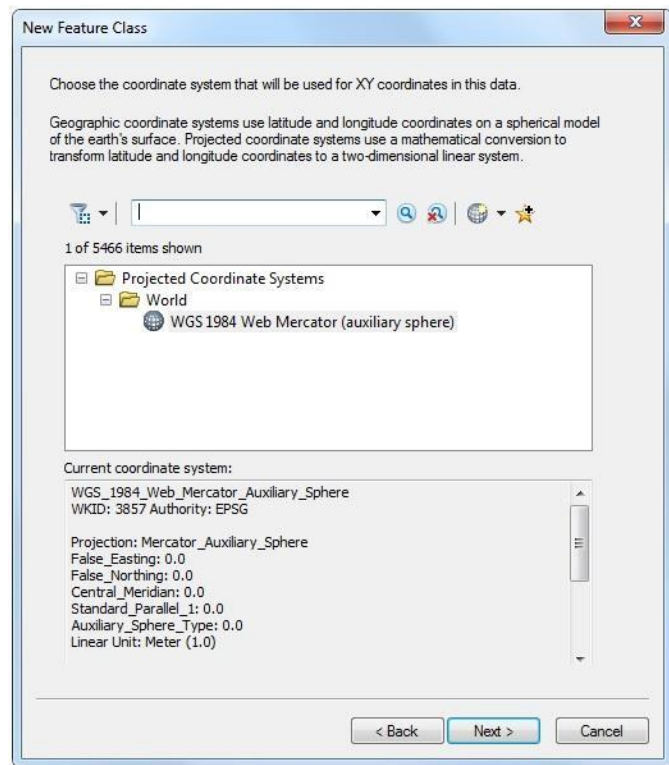 New Feature Class
Choose the coordinate system that will be used for XY coordinates in this data.
Geographic coordinate systems use latitude and longitude coordinates on a spherical model
of the earth's surface. Projected coordinate systems use a mathematical conversion to
transform latitude and longitude coordinates to a two-dimensional linear system.
1 of 5466 items shown
Projected Coordinate Systems
World
WGS 1984 Web Mercator (auxiliary sphere)
Current coordinate system:
WGS_1984_Web_Mercator_Auxiliary_Sphere
WKID: 3857 Authority: EPSG
Projection: Mercator_Auxiliary_Sphere
False_Easting: 0.0
False_Northing: 0.0
Central_Meridian: 0.0
Standard_Parallel_1: 0.0
Auxiliary_Sphere_Type: 0.0
Linear Unit: Meter (1.0)
< Back Next > Cancel